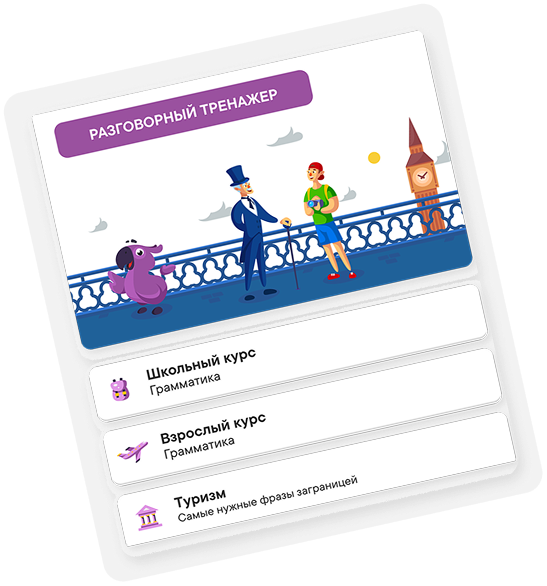 РАЗГОВОРНЫЙ ТРЕНАЖЕР
Школьный курс
Грамматика
Взрослый курс
Грамматика
Туризм
Самые нужные фразы заграницей